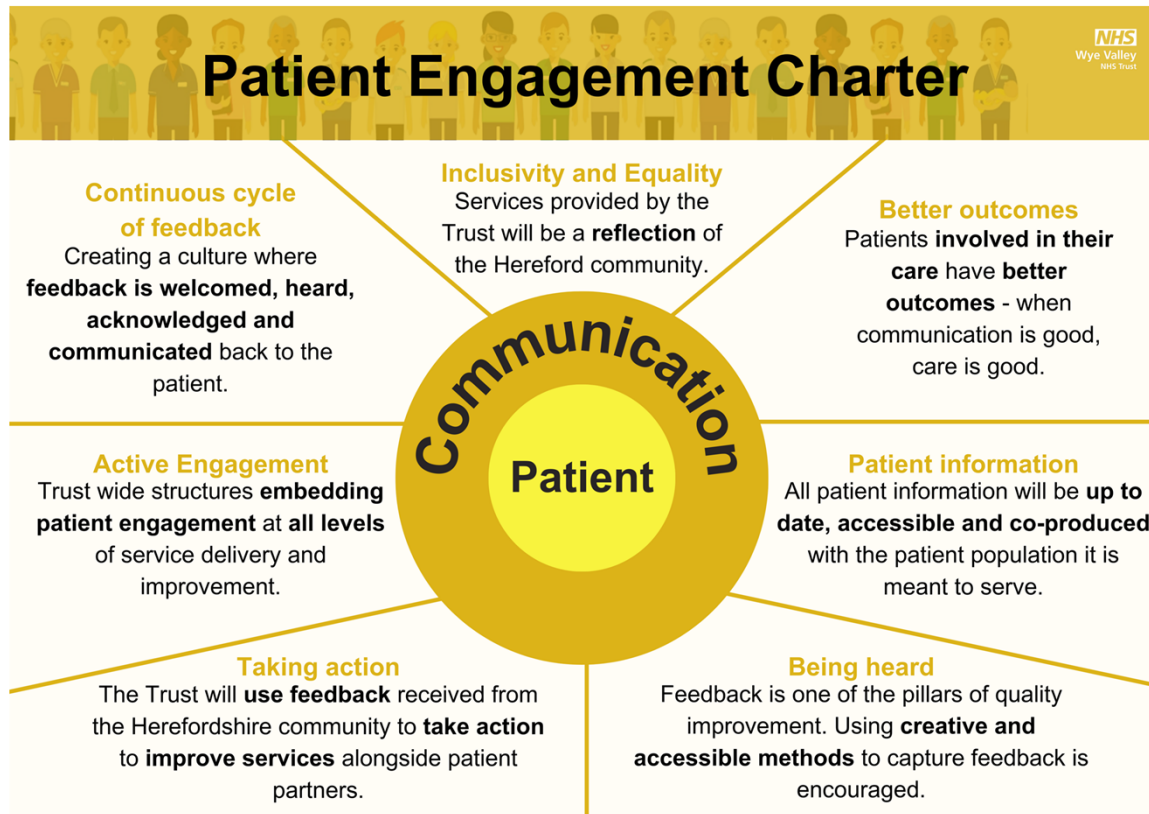 Patient Engagement Charter
NHS
Wye Valley
NHS Trust
Continuous cycle
of feedback
Creating a culture where
feedback is welcomed, heard,
acknowledged and
communicated back to the
patient.
Inclusivity and Equality
Services provided by the
Trust will be a reflection of
the Hereford community.
Better outcomes
Patients involved in their
care have better
outcomes - when
communication is good,
care is good.
Communication
Patient
Active Engagement
Trust wide structures embedding
patient engagement at all levels
of service delivery and
improvement.
Patient information
All patient information will be up to
date, accessible and co-produced
with the patient population it is
meant to serve.
Taking action
The Trust will use feedback received from
the Herefordshire community to take action
to improve services alongside patient
partners.
Being heard
Feedback is one of the pillars of quality
improvement. Using creative and
accessible methods to capture feedback is
encouraged.